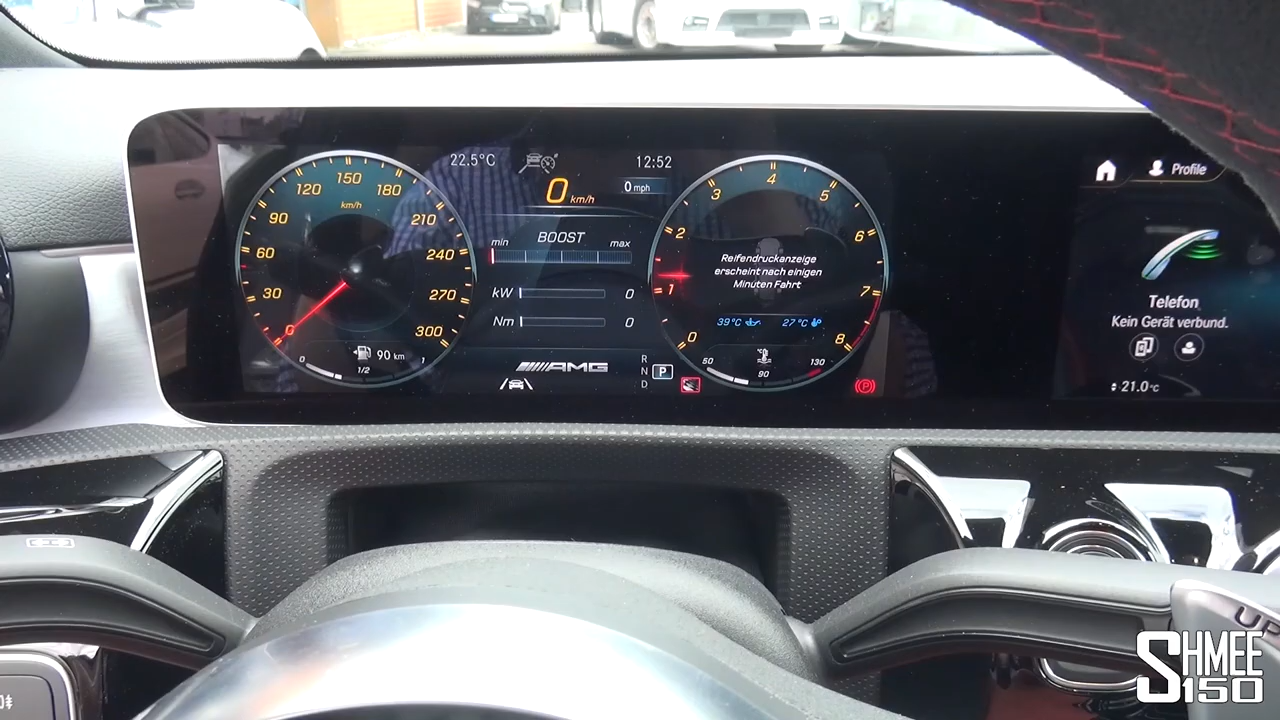 22.5°C
12:52
0 km/h
0 mph
30
60
90
120
150
180
210
240
270
300
0
km/h
90 km
0
1/2
1
BOOST
min
max
kW
0
Nm
0
AMG
R
N
D
P
0
1
2
3
4
5
6
7
8
Reifendruckanzeige
erscheint nach einigen
Minuten Fahrt
39°C
27°C
50
90
130
(P)
Profile
Telefon
Kein Gerät verbund.
21.0°C
SHMEE
150